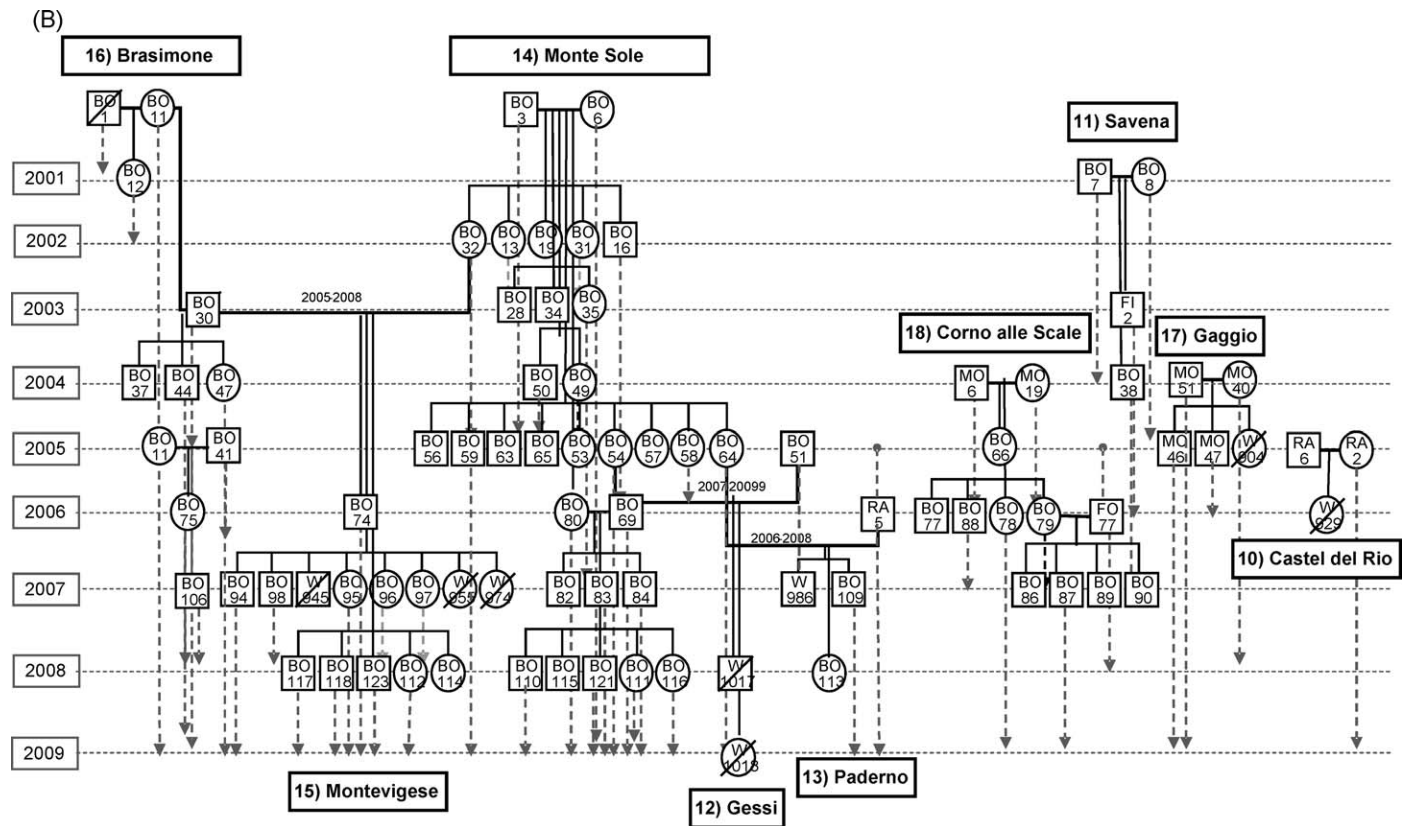 (B)
16) Brasimone
14) Monte Sole
11) Savena
BO
1
BO
11
BO
3
BO
6
2001
BO
12
BO
7
BO
8
2002
BO
32
BO
13
BO
19
BO
31
BO
16
2003
BO
30
2005-2008
BO
28
BO
34
BO
35
FI
2
18) Corno alle Scale
17) Gaggio
2004
BO
37
BO
44
BO
47
BO
50
BO
49
MO
6
MO
19
BO
38
MO
51
MO
40
2005
BO
11
BO
41
BO
56
BO
59
BO
63
BO
65
BO
53
BO
54
BO
57
BO
58
BO
64
BO
51
BO
66
MO
46
MO
47
W
904
RA
6
RA
2
2007-20099
2006
BO
75
BO
74
BO
80
BO
69
RA
5
BO
77
BO
88
BO
78
BO
79
FO
77
W
929
2006-2008
10) Castel del Rio
2007
BO
106
BO
94
BO
98
W
945
BO
95
BO
96
BO
97
W
955
W
974
BO
82
BO
83
BO
84
W
986
BO
109
BO
86
BO
87
BO
89
BO
90
2008
BO
117
BO
118
BO
123
BO
112
BO
114
BO
110
BO
115
BO
121
BO
111
BO
116
W
1017
BO
113
2009
W
1018
15) Montevigese
12) Gessi
13) Paderno